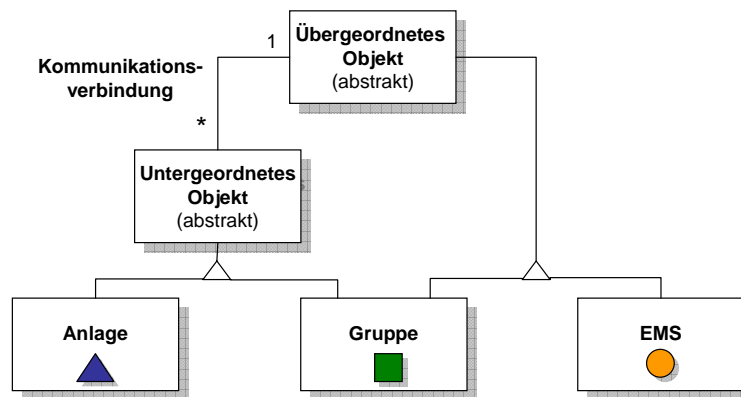 Übergeordnetes
Objekt
(abstrakt)
1
Kommunikations-
verbindung
*
Untergeordnetes
Objekt
(abstrakt)
Anlage
Gruppe
EMS